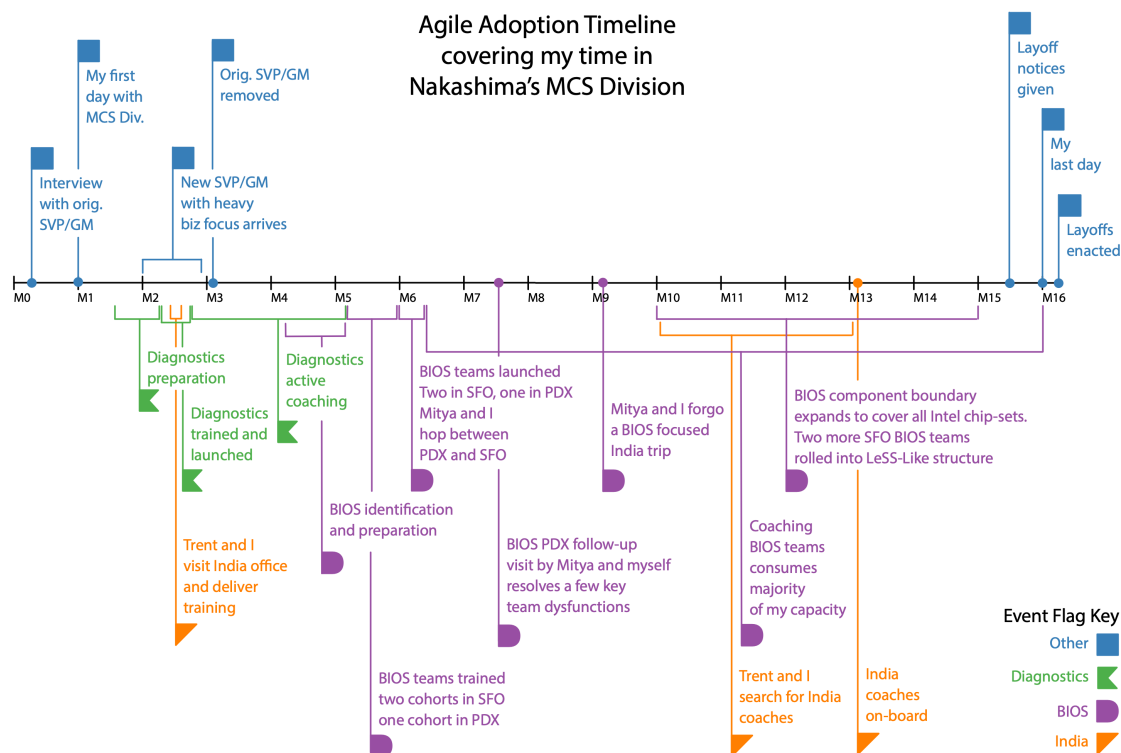 Agile Adoption Timeline
covering my time in
Nakashima's MCS Division
My first
day with
MCS Div.
Orig. SVP/GM
removed
Layoff
notices
given
Interview
with orig.
SVP/GM
New SVP/GM
with heavy
biz focus arrives
My
last day
Layoffs
enacted
M0
M1
M2
M3
M4
M5
M6
M7
M8
M9
M10
M11
M12
M13
M14
M15
M16
Diagnostics
preparation
Diagnostics
trained and
launched
Diagnostics
active
coaching
BIOS teams launched
Two in SFO, one in PDX
Mitya and I
hop between
PDX and SFO
Mitya and I forgo
a BIOS focused
India trip
BIOS component boundary
expands to cover all Intel chip-sets.
Two more SFO BIOS teams
rolled into LeSS-Like structure
BIOS identification
and preparation
Trent and I
visit India office
and deliver
training
BIOS PDX follow-up
visit by Mitya and myself
resolves a few key
team dysfunctions
Coaching
BIOS teams
consumes
majority
of my capacity
BIOS teams trained
two cohorts in SFO
one cohort in PDX
Trent and I
search for India
coaches
India
coaches
on-board
Event Flag Key
Other
Diagnostics
BIOS
India